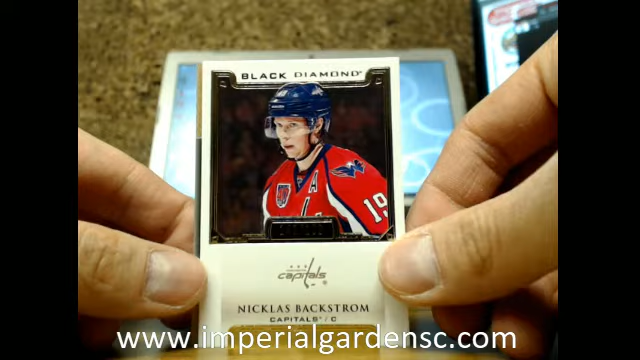 BLACK DIAMOND
A
19
capitals
NICKLAS BACKSTROM
CAPITALS / C
www.imperialgardensc.com